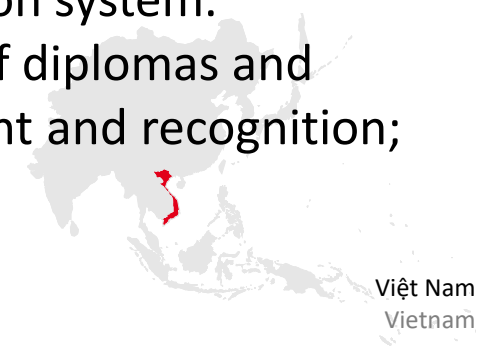 on system.
f diplomas and
nt and recognition;
Việt Nam
Vietnam